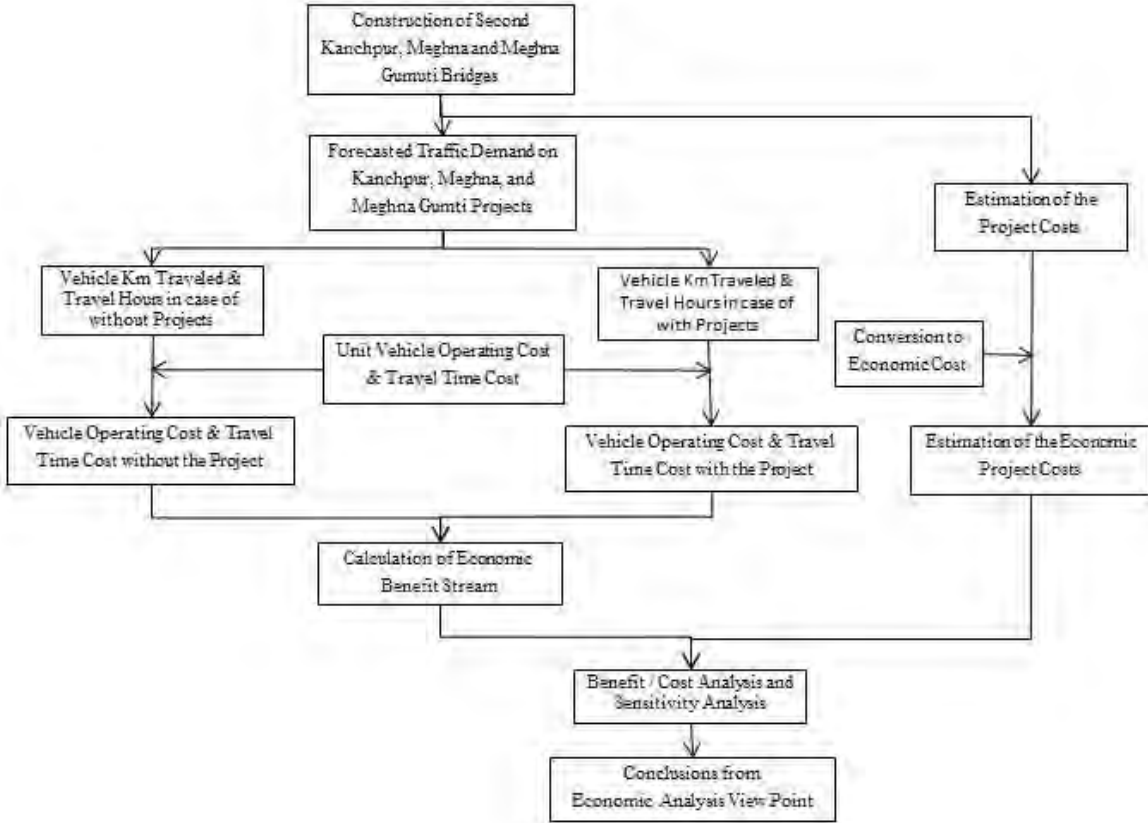 Construction of Second
Kanchpur, Meghna and Meghna
Gumuti Bridges
Forecasted Traffic Demand on
Kanchpur, Meghna, and
Meghna Gumti Projects
Estimation of the
Project Costs
Vehicle Km Traveled &
Travel Hours in case of
without Projects
Vehicle Km Traveled &
Travel Hours in case of
with Projects
Unit Vehicle Operating Cost
& Travel Time Cost
Conversion to
Economic Cost
Vehicle Operating Cost & Travel
Time Cost without the Project
Vehicle Operating Cost & Travel
Time Cost with the Project
Estimation of the Economic
Project Costs
Calculation of Economic
Benefit Stream
Benefit / Cost Analysis and
Sensitivity Analysis
Conclusions from
Economic Analysis View Point